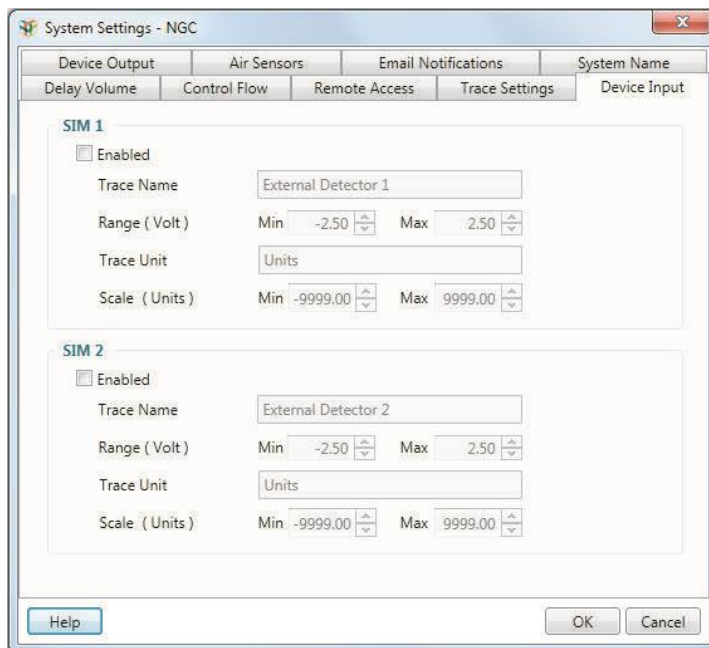 System Settings - NGC
Device Output Air Sensors Email Notifications System Name
Delay Volume Control Flow Remote Access Trace Settings Device Input
SIM 1
Enabled
Trace Name External Detector 1
Range ( Volt ) Min -2.50 Max 2.50
Trace Unit Units
Scale ( Units ) Min -9999.00 Max 9999.00
SIM 2
Enabled
Trace Name External Detector 2
Range ( Volt ) Min -2.50 Max 2.50
Trace Unit Units
Scale ( Units ) Min -9999.00 Max 9999.00
Help OK Cancel